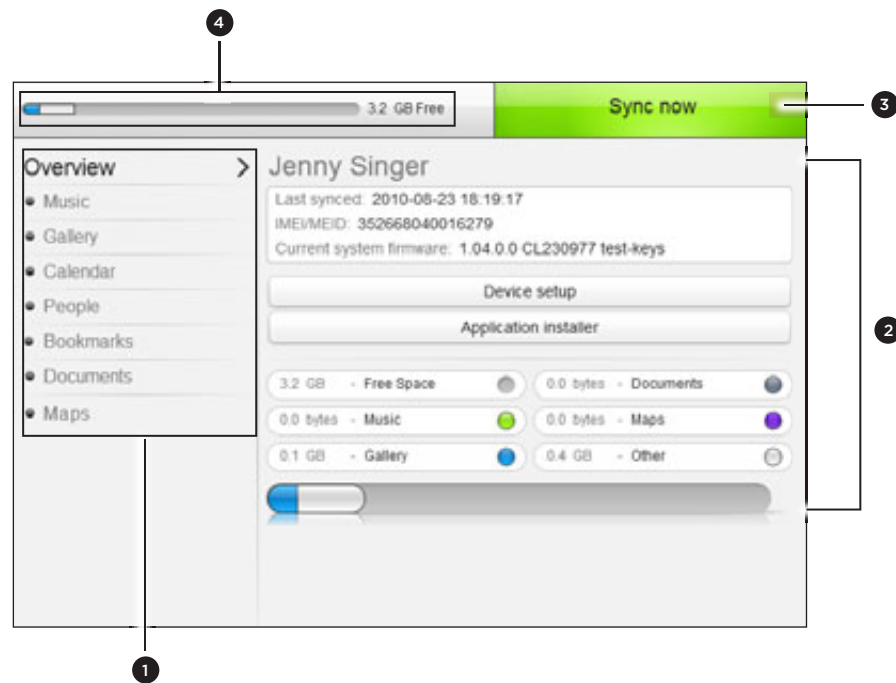 4
3.2 GB Free
Sync now
3
Overview
Music
Gallery
Calendar
People
Bookmarks
Documents
Maps
Jenny Singer
Last synced: 2010-08-23 18:19:17
IMEI/MEID: 352668040016279
Current system firmware: 1.04.0.0 CL230977 test-keys
Device setup
Application installer
3.2 GB - Free Space
0.0 bytes - Documents
0.0 bytes - Music
0.0 bytes - Maps
0.1 GB - Gallery
0.4 GB - Other
2
1